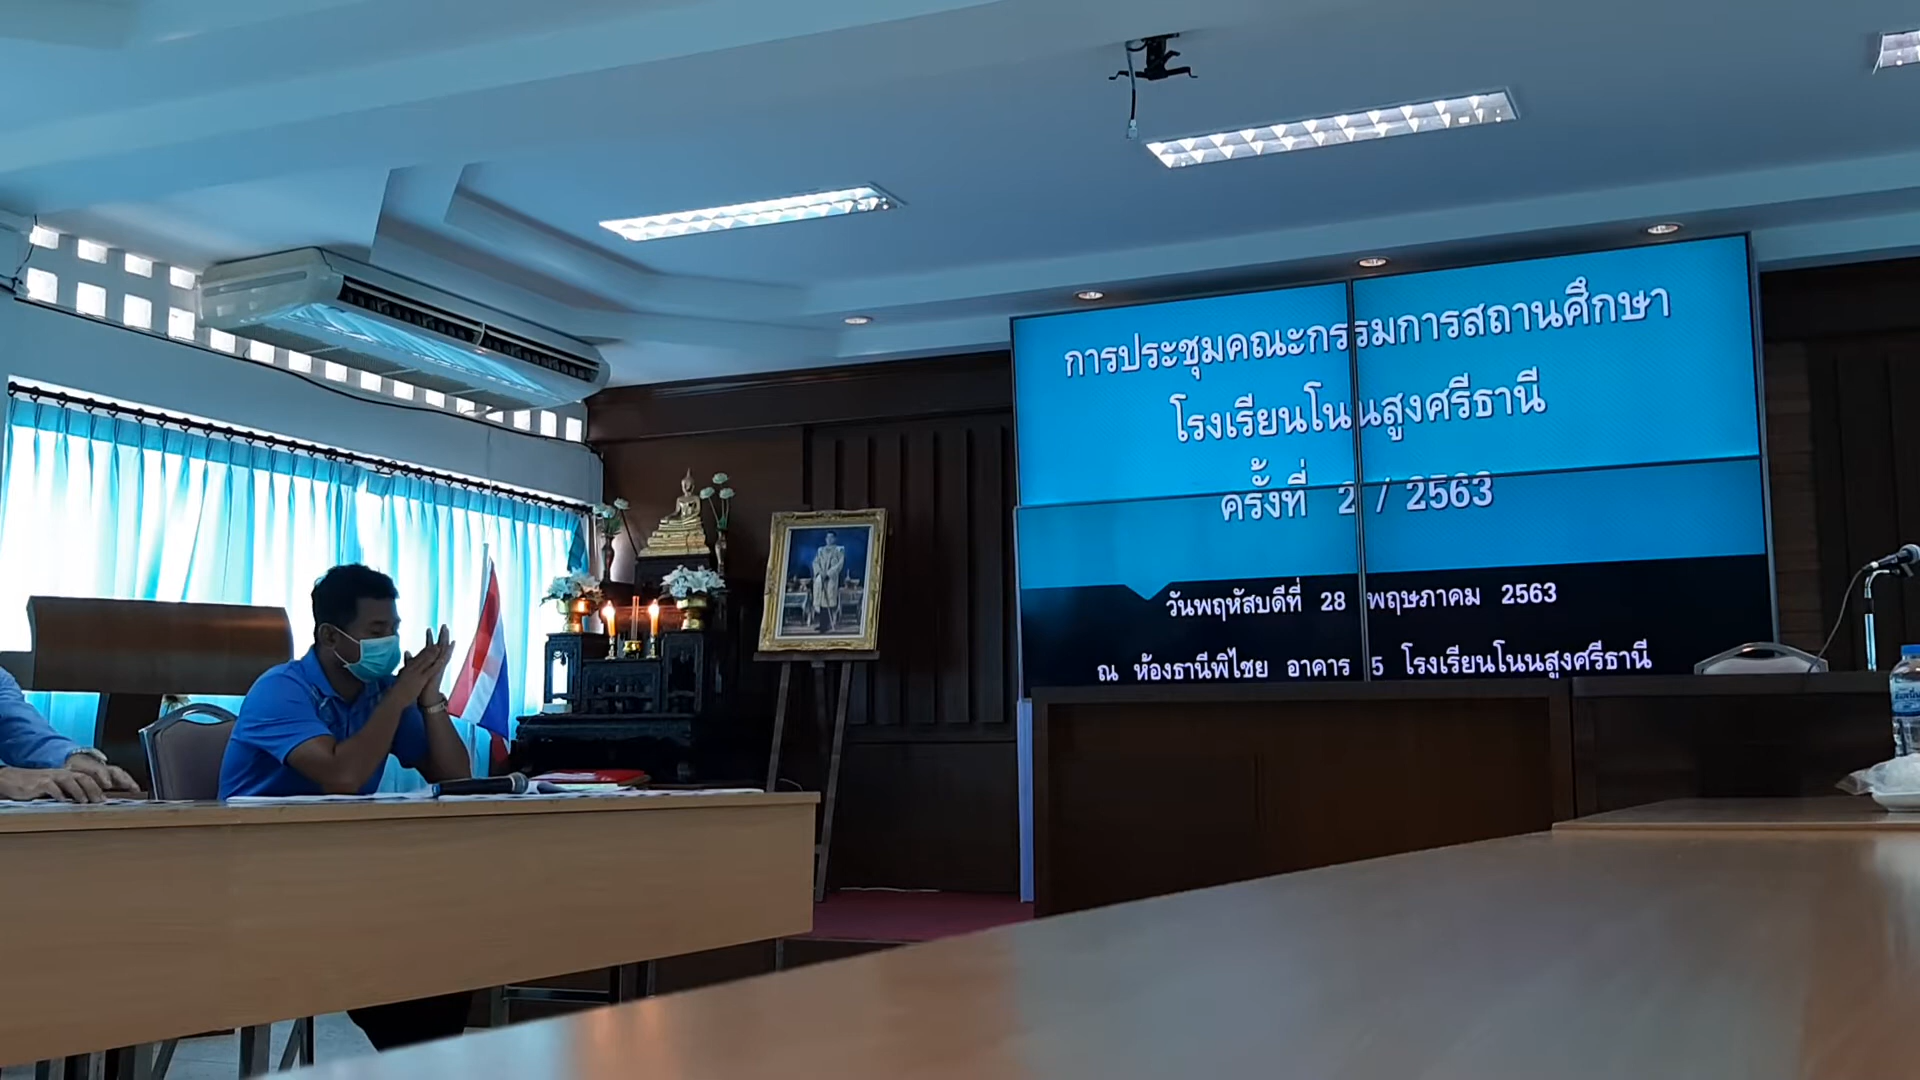 การประชุมคณะกรรมการสถานศึกษา
โรงเรียนโนนสูงศรีธานี
ครั้งที่ 2 / 2563
วันพฤหัสบดีที่ 28 พฤษภาคม 2563
ณ ห้องธานีพิไชย อาคาร 5 โรงเรียนโนนสูงศรีธานี